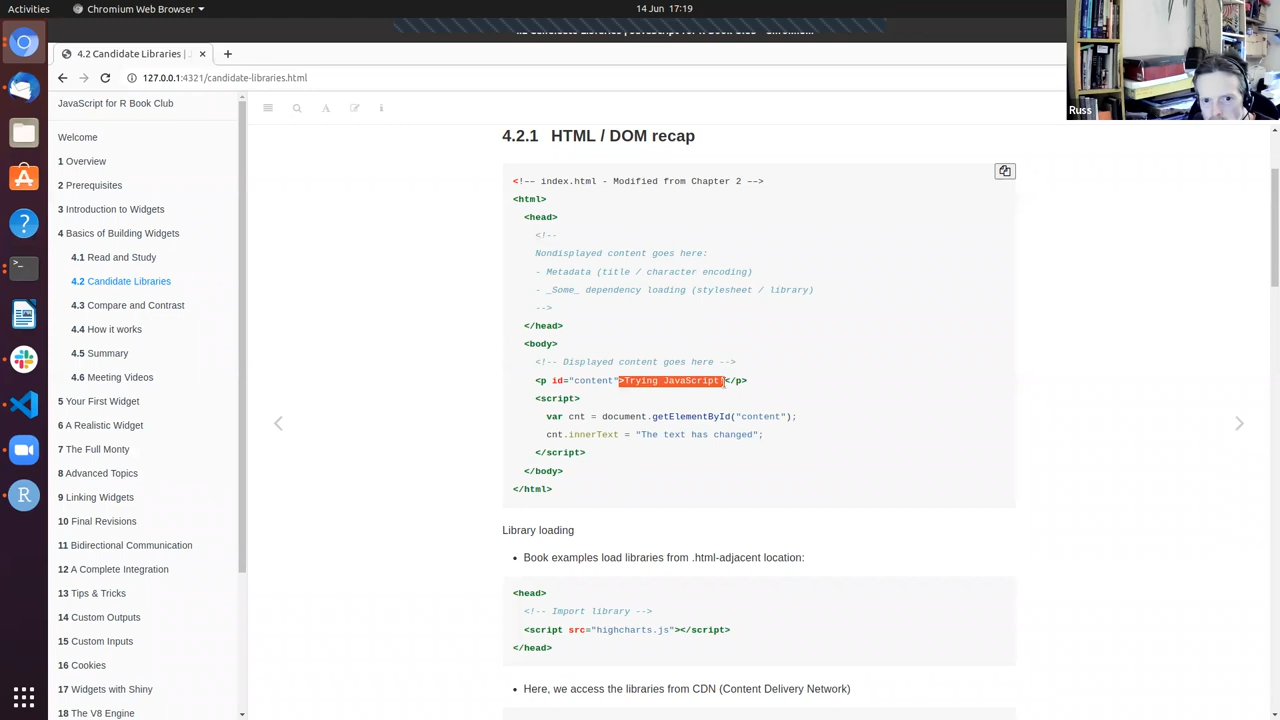 Activities
Chromium Web Browser
14 Jun 17:19
4.2 Candidate Libraries | JavaScript for R Book Club - Chromium
4.2 Candidate Libraries | J
127.0.0.1:4321/candidate-libraries.html
Russ
JavaScript for R Book Club
Welcome
1 Overview
2 Prerequisites
3 Introduction to Widgets
4 Basics of Building Widgets
4.1 Read and Study
4.2 Candidate Libraries
4.3 Compare and Contrast
4.4 How it works
4.5 Summary
4.6 Meeting Videos
5 Your First Widget
6 A Realistic Widget
7 The Full Monty
8 Advanced Topics
9 Linking Widgets
10 Final Revisions
11 Bidirectional Communication
12 A Complete Integration
13 Tips & Tricks
14 Custom Outputs
15 Custom Inputs
16 Cookies
17 Widgets with Shiny
18 The V8 Engine
4.2.1 HTML / DOM recap
<!–– index.html - Modified from Chapter 2 ––>
<html>
<head>
<!--
Nondisplayed content goes here:
- Metadata (title / character encoding)
- _Some_ dependency loading (stylesheet / library)
-->
</head>
<body>
<!-- Displayed content goes here -->
<p id="content">Trying JavaScript!</p>
<script>
var cnt = document.getElementById("content");
cnt.innerText = "The text has changed";
</script>
</body>
</html>
Library loading
• Book examples load libraries from .html-adjacent location:
<head>
<!-- Import library -->
<script src="highcharts.js"></script>
</head>
• Here, we access the libraries from CDN (Content Delivery Network)